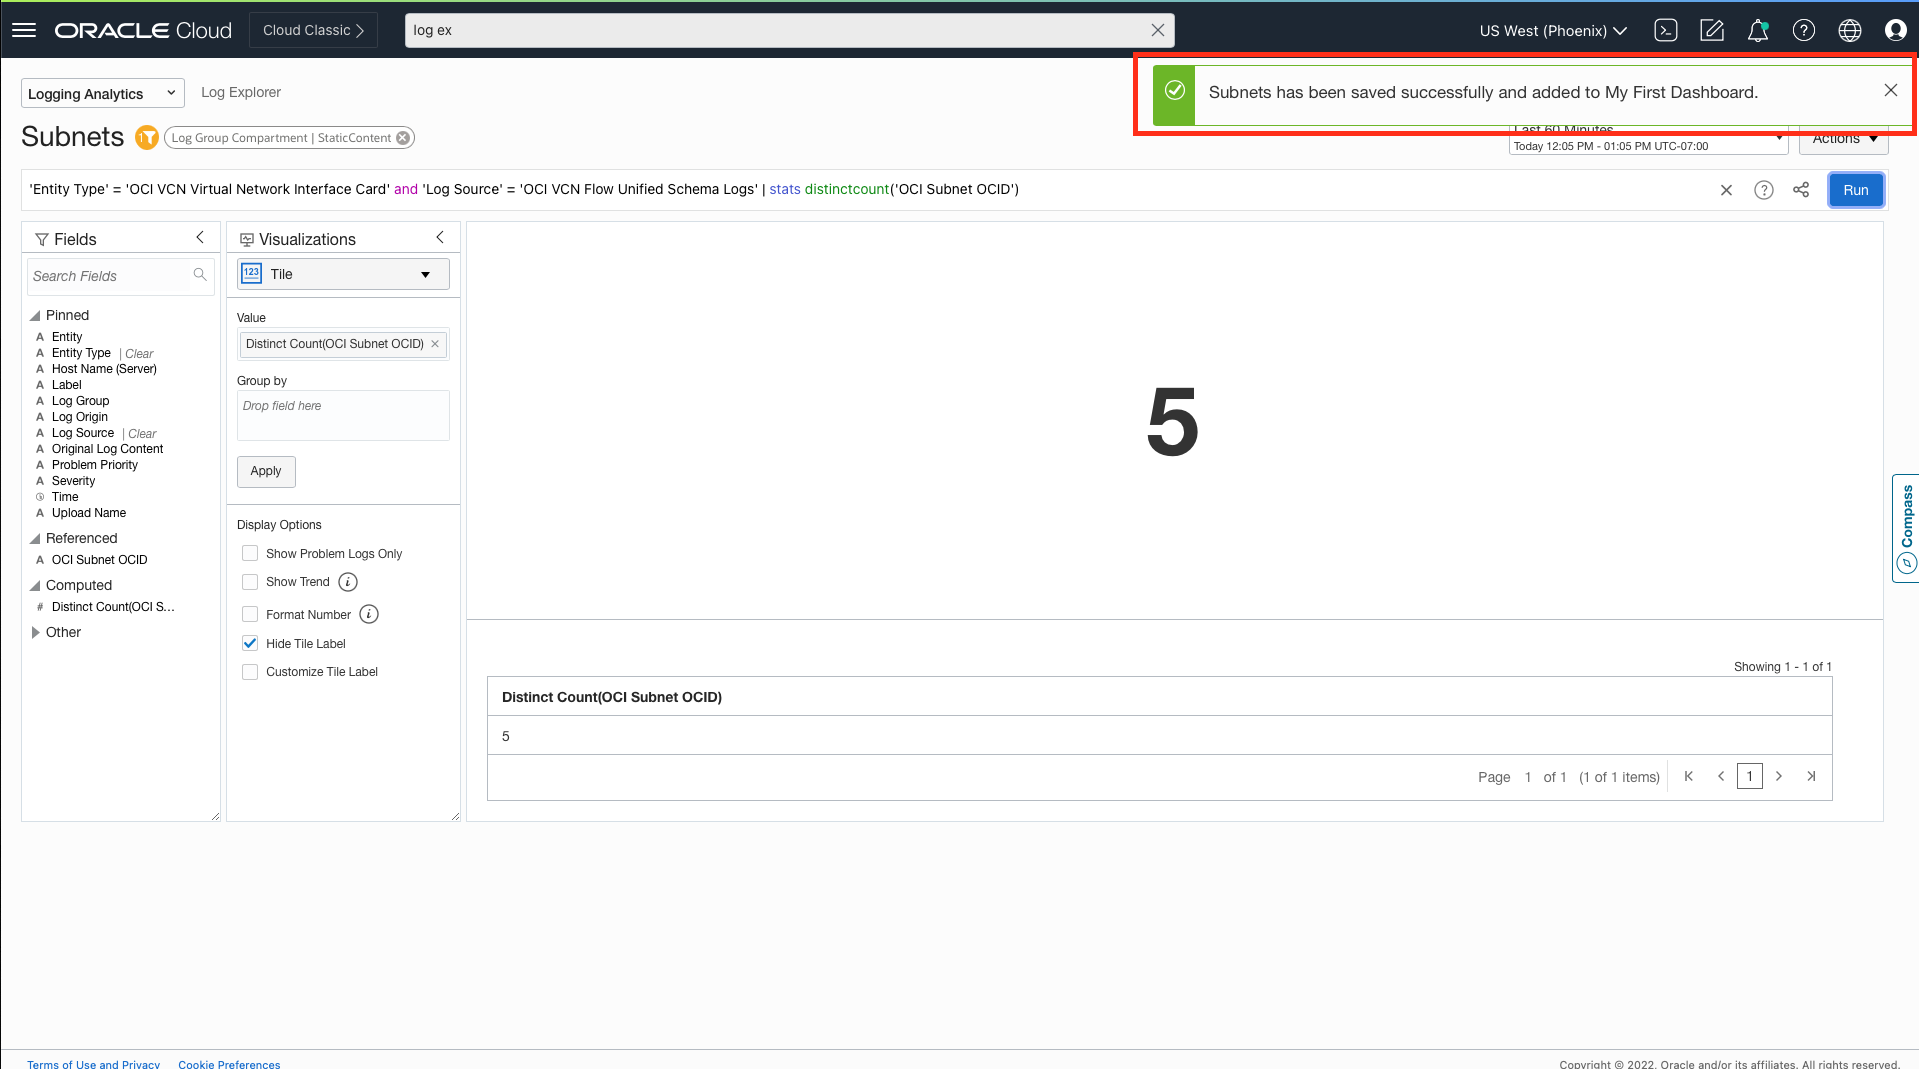 ORACLE Cloud
Cloud Classic
log ex
US West (Phoenix)
Logging Analytics
Log Explorer
Subnets has been saved successfully and added to My First Dashboard.
Subnets
1
Log Group Compartment | StaticContent
Last 60 Minutes
Today 12:05 PM - 01:05 PM UTC-07:00
Actions
'Entity Type' = 'OCI VCN Virtual Network Interface Card' and 'Log Source' = 'OCI VCN Flow Unified Schema Logs' | stats distinctcount('OCI Subnet OCID')
Run
Fields
Search Fields
Pinned
A Entity
A Entity Type | Clear
A Host Name (Server)
A Label
A Log Group
A Log Origin
A Log Source | Clear
A Original Log Content
A Problem Priority
A Severity
Time
A Upload Name
Referenced
A OCI Subnet OCID
Computed
# Distinct Count(OCI S...
Other
Visualizations
123 Tile
Value
Distinct Count(OCI Subnet OCID)
Group by
Drop field here
Apply
Display Options
Show Problem Logs Only
Show Trend
Format Number
Hide Tile Label
Customize Tile Label
5
Compass
Showing 1 - 1 of 1
Distinct Count(OCI Subnet OCID)
5
Page 1 of 1 (1 of 1 items)
1
Terms of Use and Privacy
Cookie Preferences
Copyright © 2022, Oracle and/or its affiliates. All rights reserved.